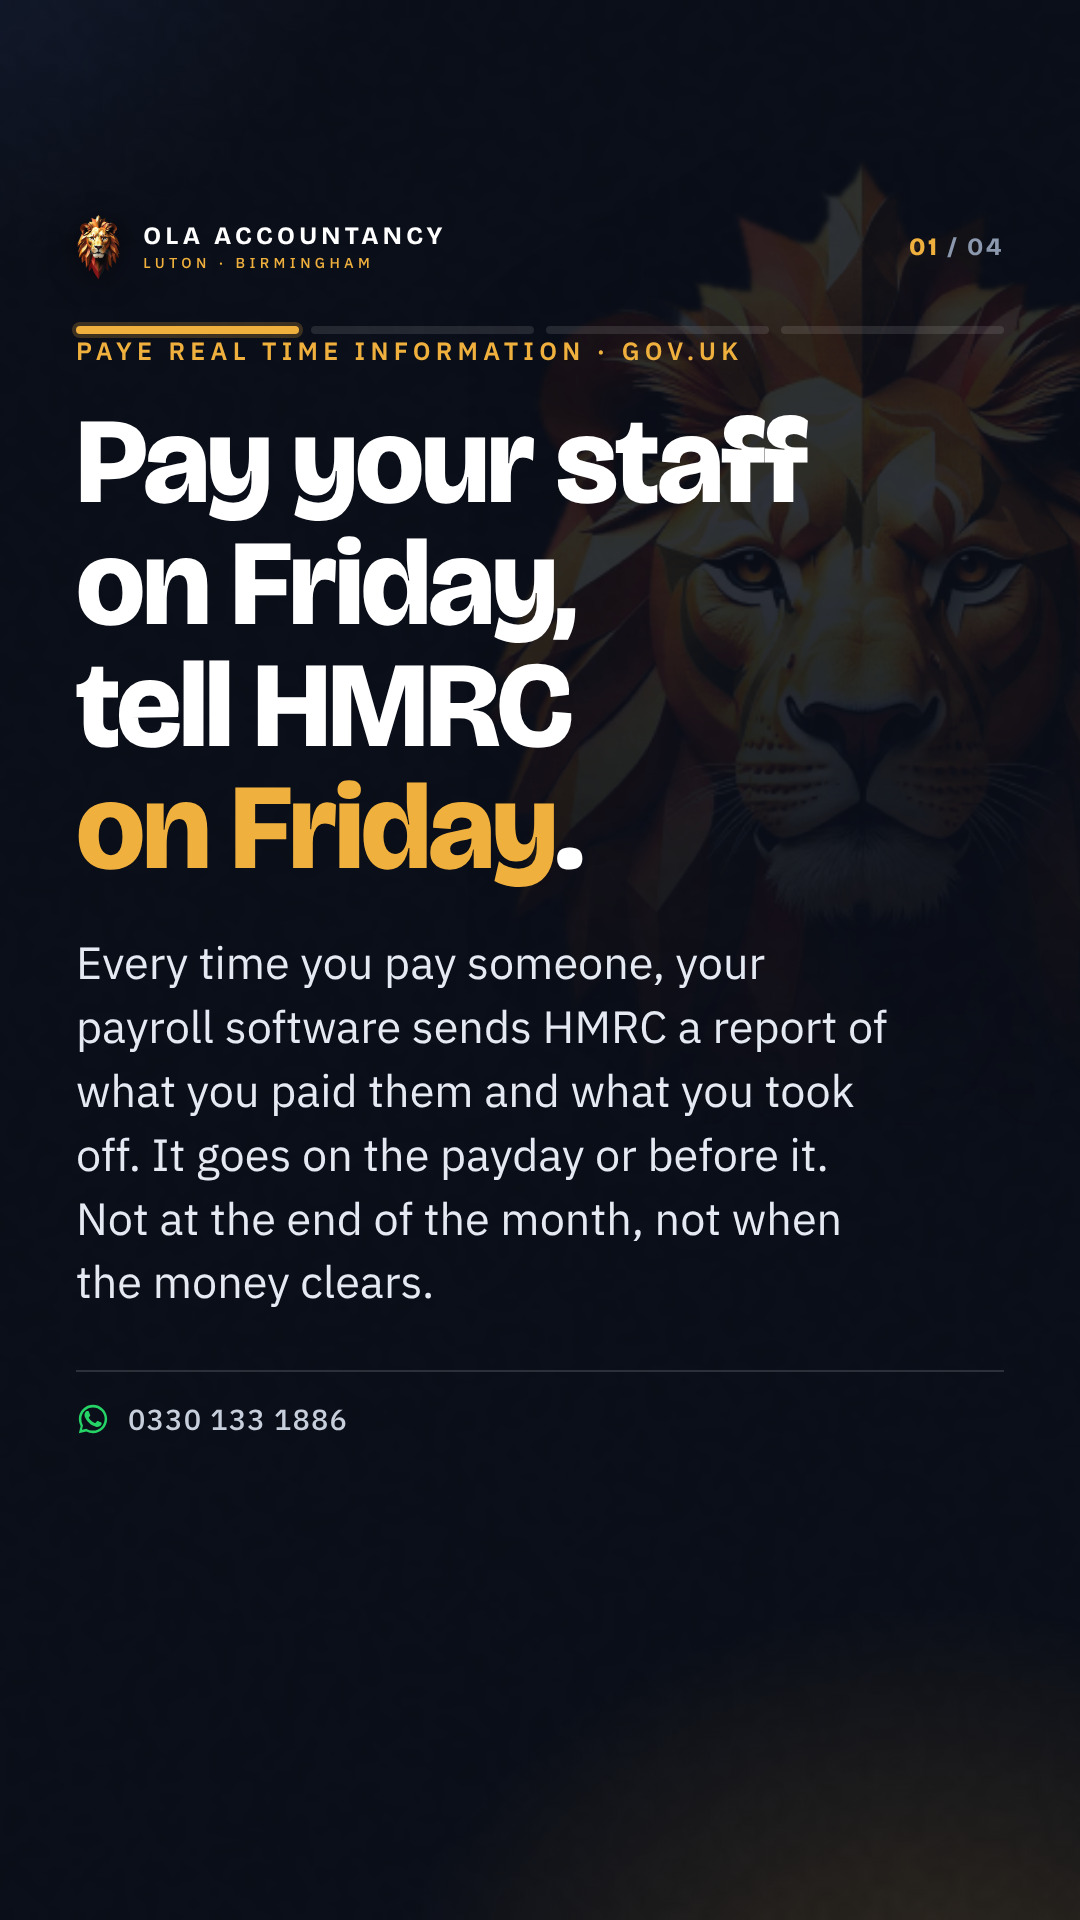 OLA ACCOUNTANCY
LUTON · BIRMINGHAM
01 / 04
PAYE REAL TIME INFORMATION · GOV.UK
Pay your staff
on Friday,
tell HMRC
on Friday.
Every time you pay someone, your
payroll software sends HMRC a report of
what you paid them and what you took
off. It goes on the payday or before it.
Not at the end of the month, not when
the money clears.
0330 133 1886